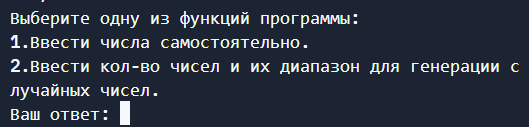 Выберите одну из функций программы:
1.Ввести числа самостоятельно.
2.Ввести кол-во чисел и их диапазон для генерации с
лучайных чисел.
Ваш ответ: